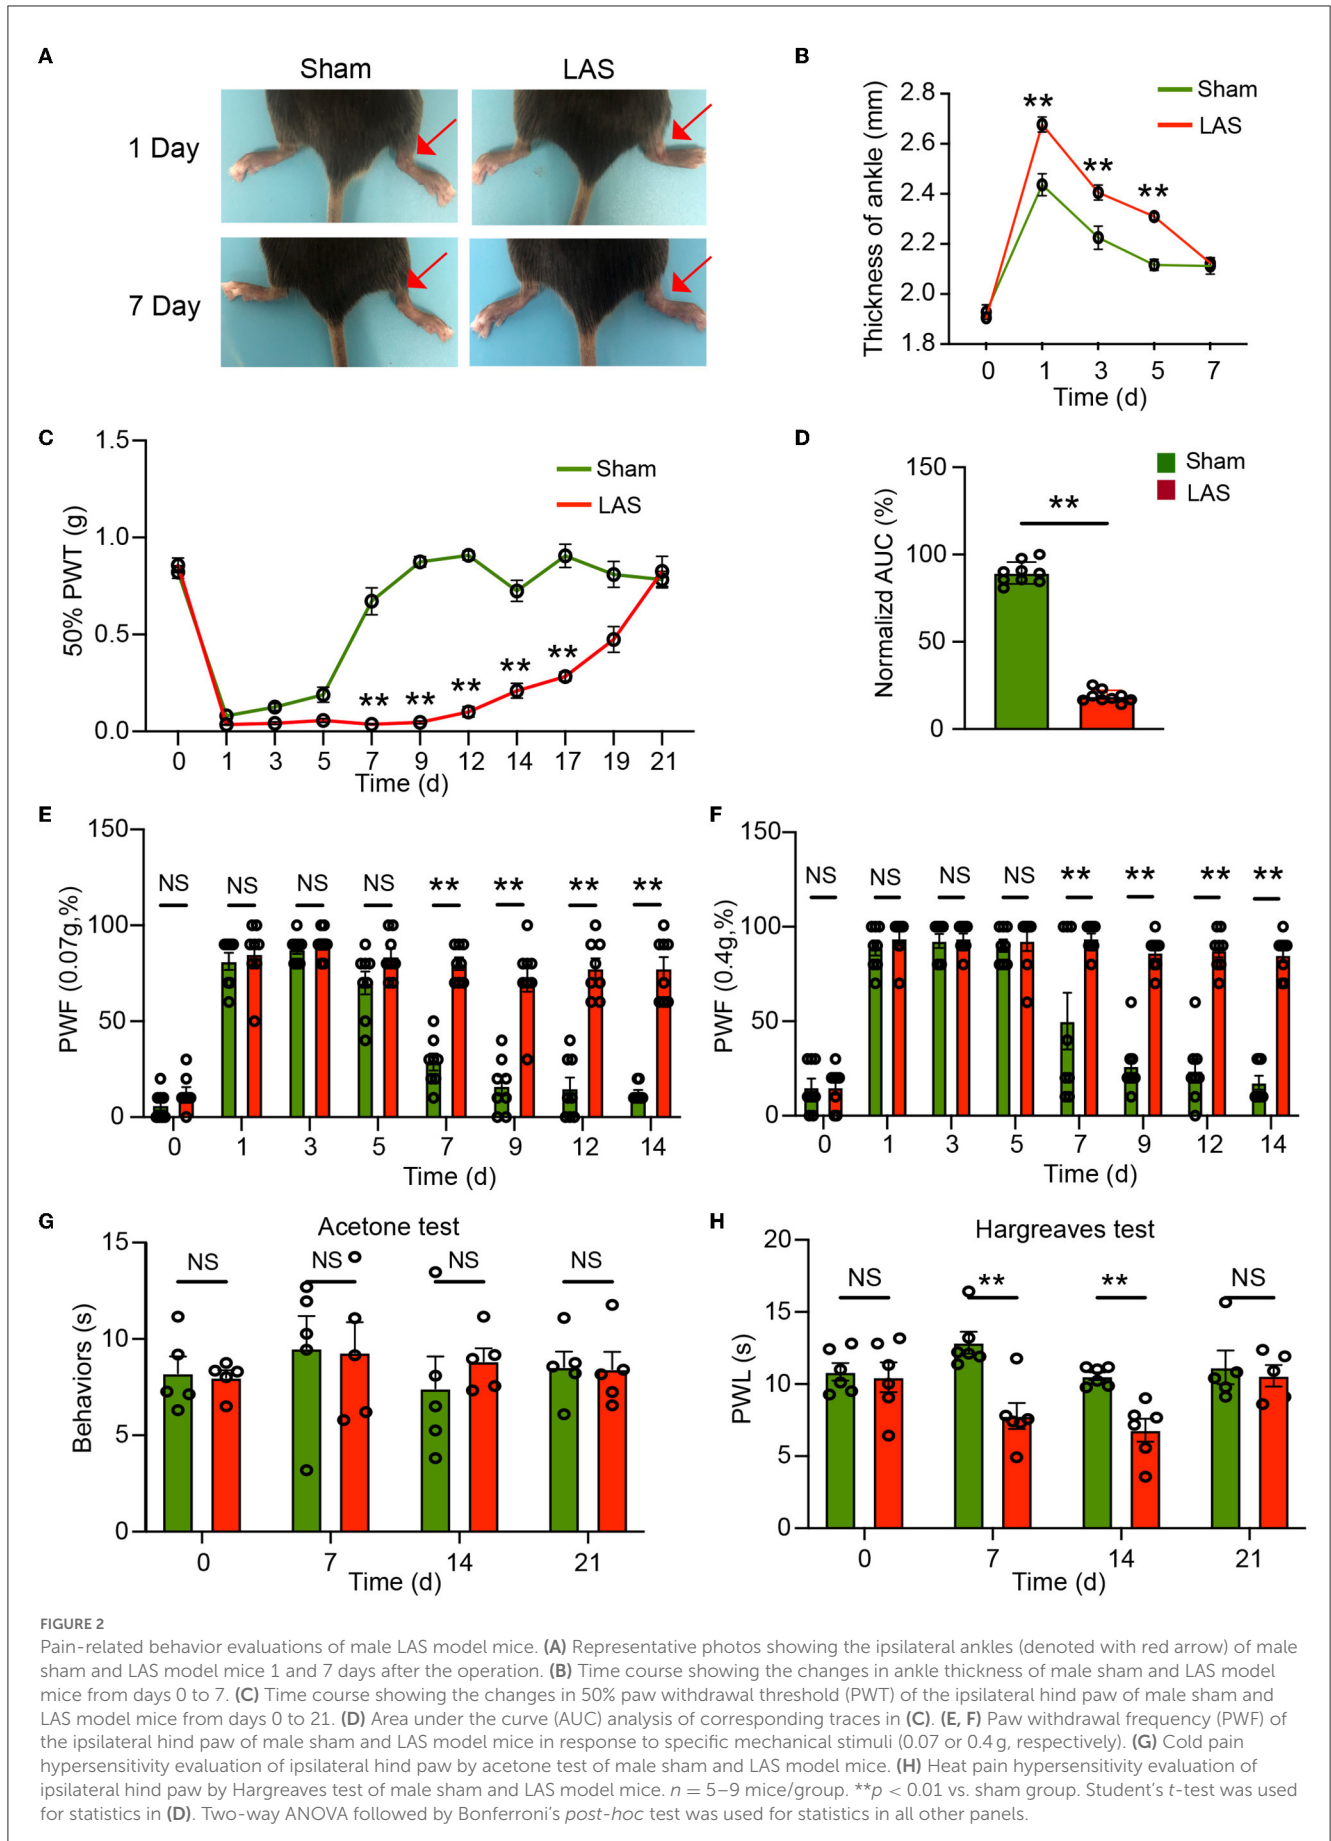 A
Sham
LAS
1 Day
7 Day
B
Thickness of ankle (mm)
2.8
2.6
2.4
2.2
2.0
1.8
**
**
**
Sham
LAS
0 1 3 5 7
Time (d)
C
50% PWT (g)
1.5
1.0
0.5
0.0
Sham
LAS
** ** ** ** **
0 1 3 5 7 9 12 14 17 19 21
Time (d)
D
Normalizd AUC (%)
150
100
50
0
**
Sham
LAS
E
PWF (0.07g,%)
150
100
50
0
NS NS NS NS ** ** ** **
0 1 3 5 7 9 12 14
Time (d)
F
PWF (0.4g,%)
150
100
50
0
NS NS NS NS ** ** ** **
0 1 3 5 7 9 12 14
Time (d)
G
Acetone test
Behaviors (s)
15
10
5
0
NS NS NS NS
0 7 14 21
Time (d)
H
Hargreaves test
PWL (s)
20
15
10
5
0
NS ** ** NS
0 7 14 21
Time (d)
FIGURE 2
Pain-related behavior evaluations of male LAS model mice. (A) Representative photos showing the ipsilateral ankles (denoted with red arrow) of male
sham and LAS model mice 1 and 7 days after the operation. (B) Time course showing the changes in ankle thickness of male sham and LAS model
mice from days 0 to 7. (C) Time course showing the changes in 50% paw withdrawal threshold (PWT) of the ipsilateral hind paw of male sham and
LAS model mice from days 0 to 21. (D) Area under the curve (AUC) analysis of corresponding traces in (C). (E, F) Paw withdrawal frequency (PWF) of
the ipsilateral hind paw of male sham and LAS model mice in response to specific mechanical stimuli (0.07 or 0.4 g, respectively). (G) Cold pain
hypersensitivity evaluation of ipsilateral hind paw by acetone test of male sham and LAS model mice. (H) Heat pain hypersensitivity evaluation of
ipsilateral hind paw by Hargreaves test of male sham and LAS model mice. n = 5–9 mice/group. **p < 0.01 vs. sham group. Student's t-test was used
for statistics in (D). Two-way ANOVA followed by Bonferroni's post-hoc test was used for statistics in all other panels.